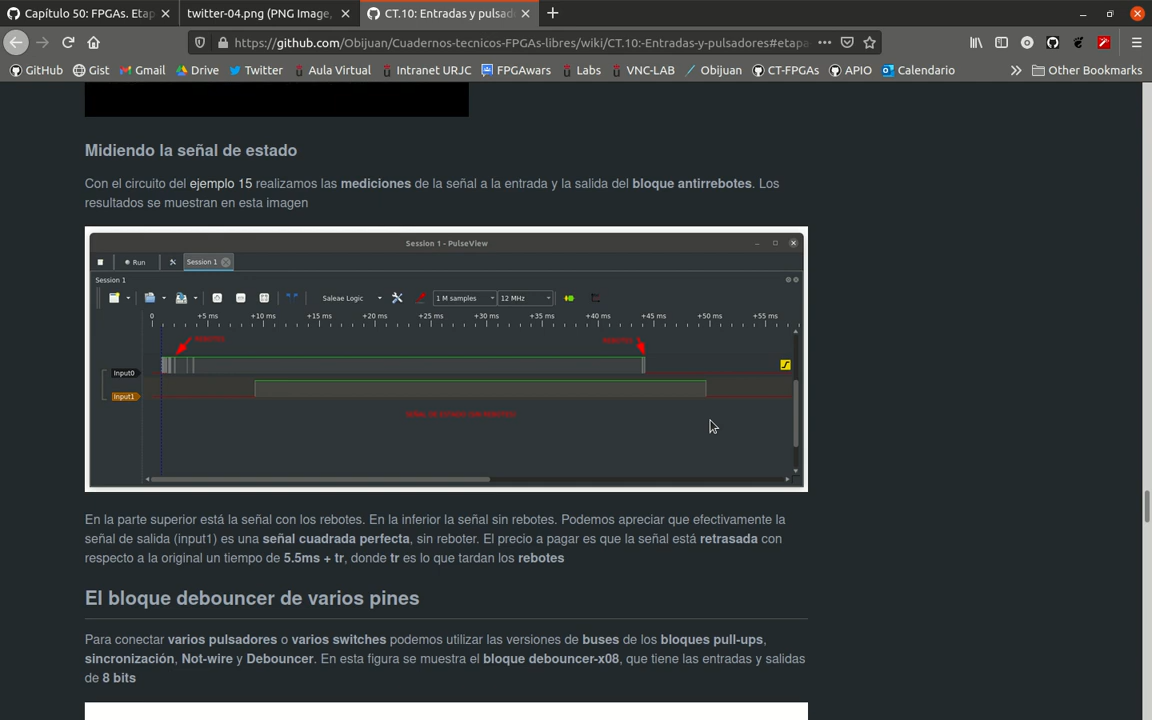 Capítulo 50: FPGAs. Etap
twitter-04.png (PNG Image,
CT.10: Entradas y pulsad
https://github.com/Obijuan/Cuadernos-tecnicos-FPGAs-libres/wiki/CT.10:-Entradas-y-pulsadores#etapa
GitHub Gist Gmail Drive Twitter Aula Virtual Intranet URJC FPGAwars Labs VNC-LAB Obijuan CT-FPGAs APIO Calendario Other Bookmarks
Midiendo la señal de estado
Con el circuito del ejemplo 15 realizamos las mediciones de la señal a la entrada y la salida del bloque antirrebotes. Los
resultados se muestran en esta imagen
Session 1 - PulseView
Run Session 1
Session 1
Saleae Logic 1 M samples 12 MHz
0 +5 ms +10 ms +15 ms +20 ms +25 ms +30 ms +35 ms +40 ms +45 ms +50 ms +55 ms
REBOTES REBOTES
Input0
Input1
SEÑAL DE ESTADO
En la parte superior está la señal con los rebotes. En la inferior la señal sin rebotes. Podemos apreciar que efectivamente la
señal de salida (input1) es una señal cuadrada perfecta, sin reboter. El precio a pagar es que la señal está retrasada con
respecto a la original un tiempo de 5.5ms + tr, donde tr es lo que tardan los rebotes
El bloque debouncer de varios pines
Para conectar varios pulsadores o varios switches podemos utilizar las versiones de buses de los bloques pull-ups,
sincronización, Not-wire y Debouncer. En esta figura se muestra el bloque debouncer-x08, que tiene las entradas y salidas
de 8 bits